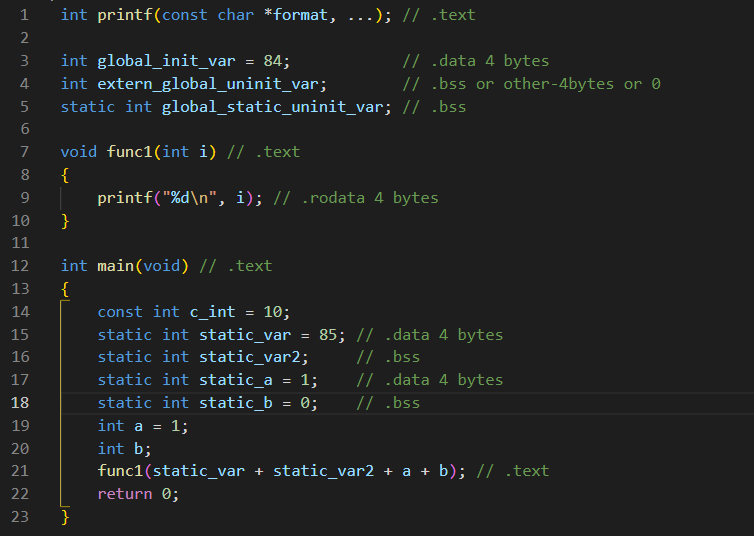 1 int printf(const char *format, ...); // .text
2
3 int global_init_var = 84; // .data 4 bytes
4 int extern_global_uninit_var; // .bss or other-4bytes or 0
5 static int global_static_uninit_var; // .bss
6
7 void func1(int i) // .text
8 {
9 printf("%d\n", i); // .rodata 4 bytes
10 }
11
12 int main(void) // .text
13 {
14 const int c_int = 10;
15 static int static_var = 85; // .data 4 bytes
16 static int static_var2; // .bss
17 static int static_a = 1; // .data 4 bytes
18 static int static_b = 0; // .bss
19 int a = 1;
20 int b;
21 func1(static_var + static_var2 + a + b); // .text
22 return 0;
23 }